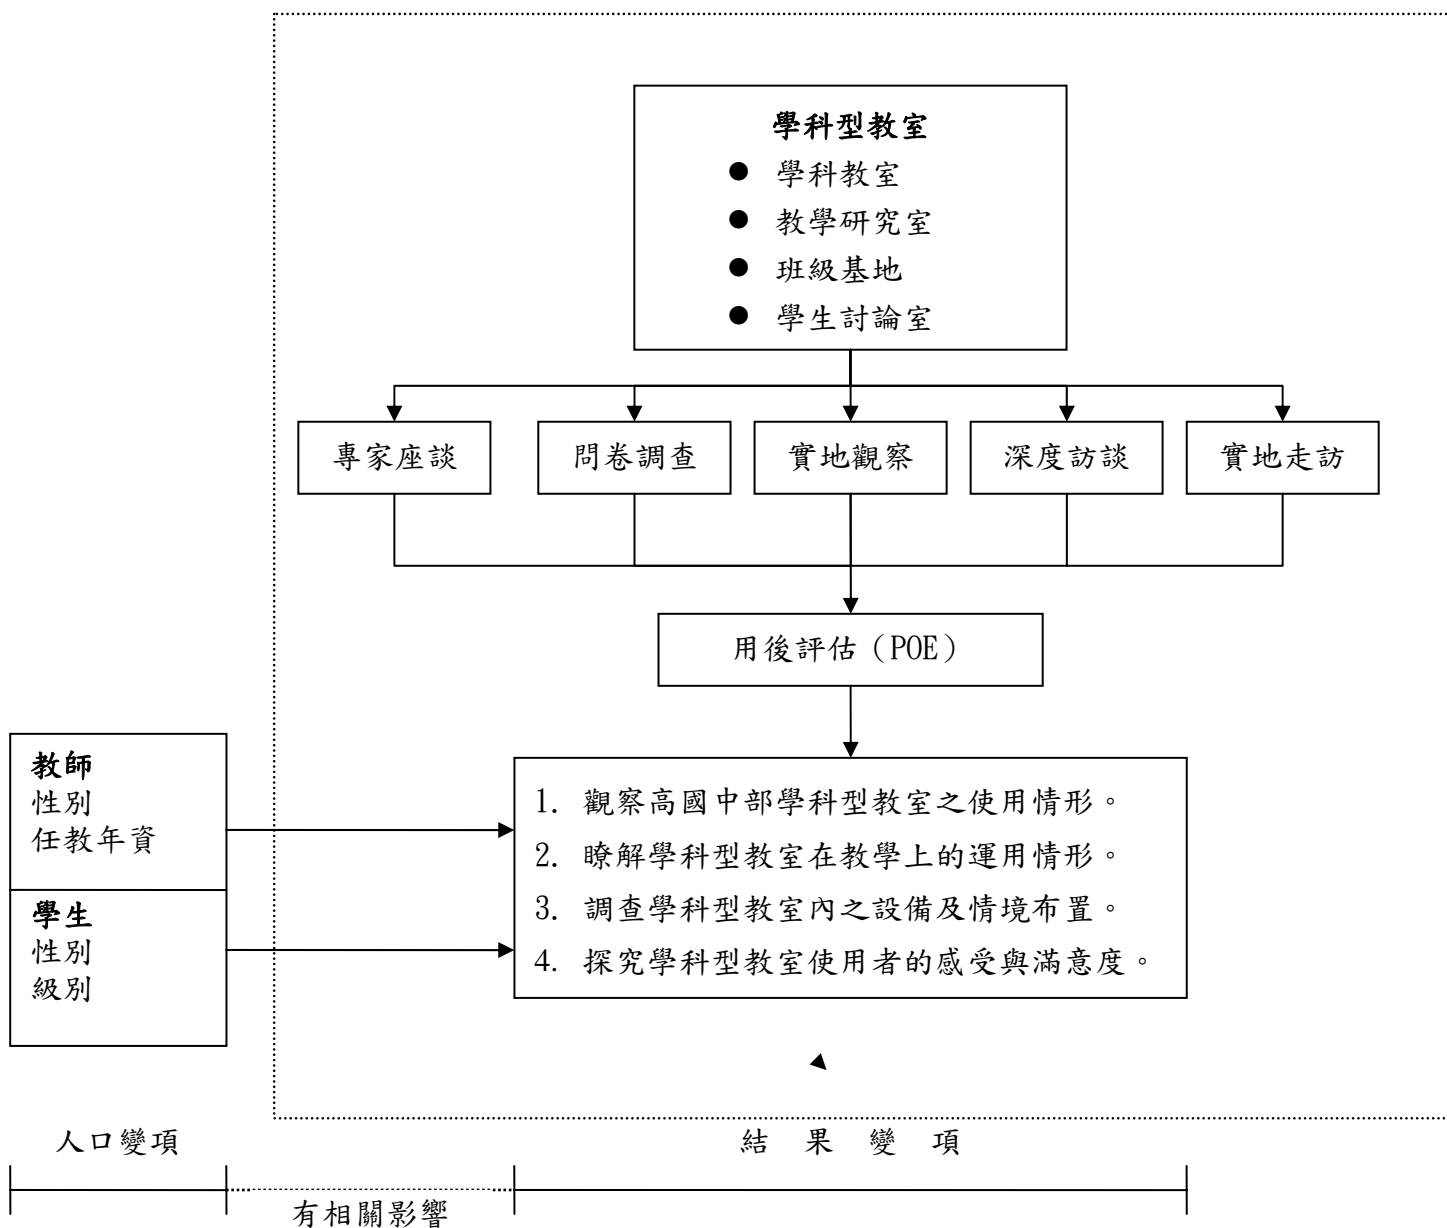 學科型教室
● 學科教室
● 教學研究室
● 班級基地
● 學生討論室
專家座談
問卷調查
實地觀察
深度訪談
實地走訪
用後評估（POE）
教師
性別
任教年資
學生
性別
級別
1. 觀察高國中部學科型教室之使用情形。
2. 瞭解學科型教室在教學上的運用情形。
3. 調查學科型教室內之設備及情境布置。
4. 探究學科型教室使用者的感受與滿意度。
人口變項
結 果 變 項
有相關影響